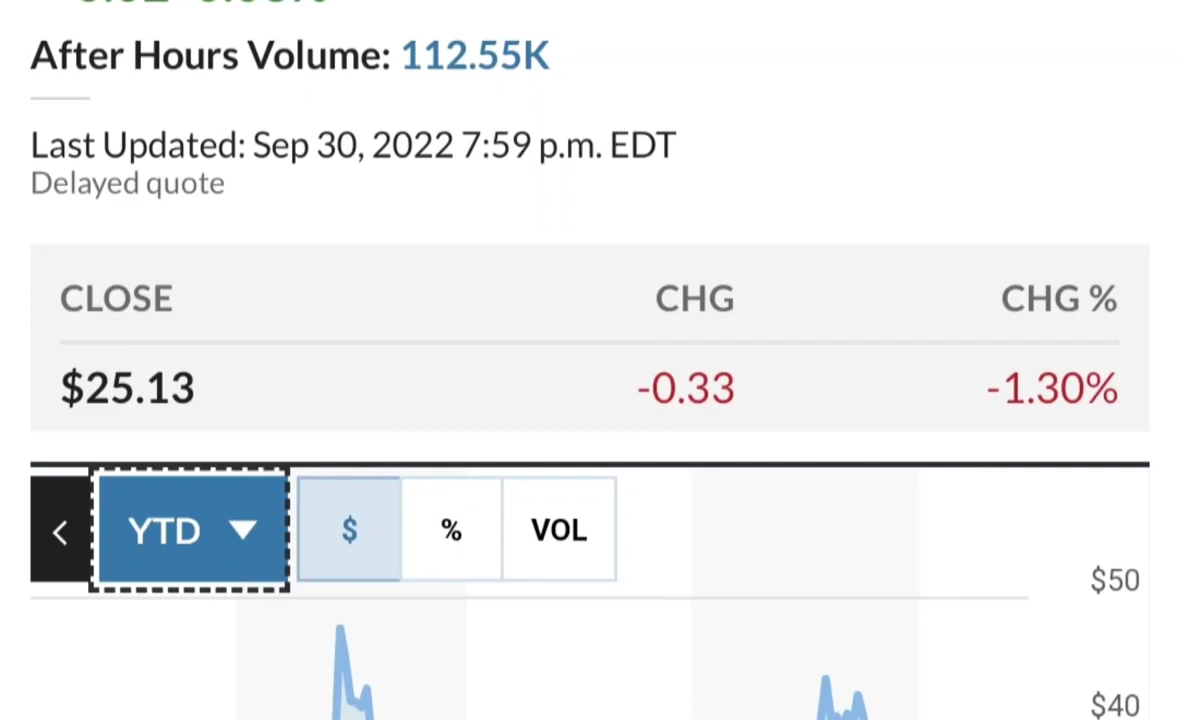 After Hours Volume: 112.55K
Last Updated: Sep 30, 2022 7:59 p.m. EDT
Delayed quote
CLOSE CHG CHG %
$25.13 -0.33 -1.30%
YTD $ % VOL
$50
$40